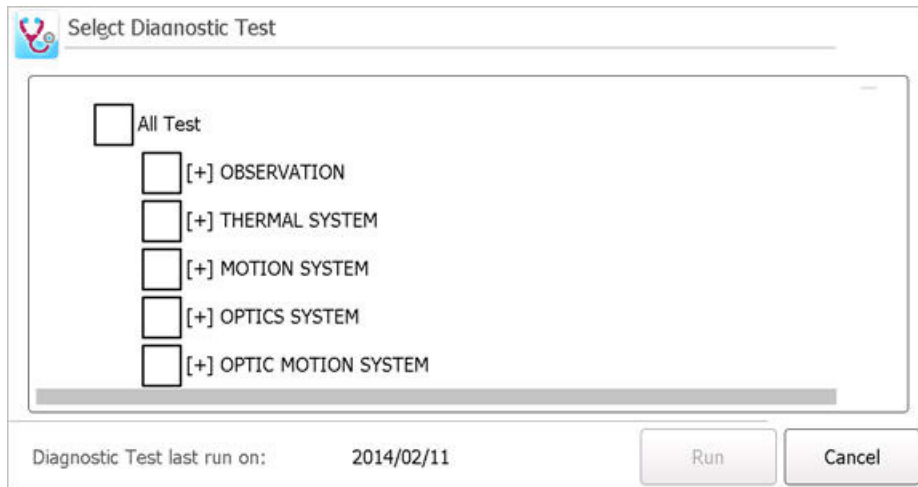 Select Diagnostic Test
All Test
[+] OBSERVATION
[+] THERMAL SYSTEM
[+] MOTION SYSTEM
[+] OPTICS SYSTEM
[+] OPTIC MOTION SYSTEM
Diagnostic Test last run on: 2014/02/11 Run Cancel